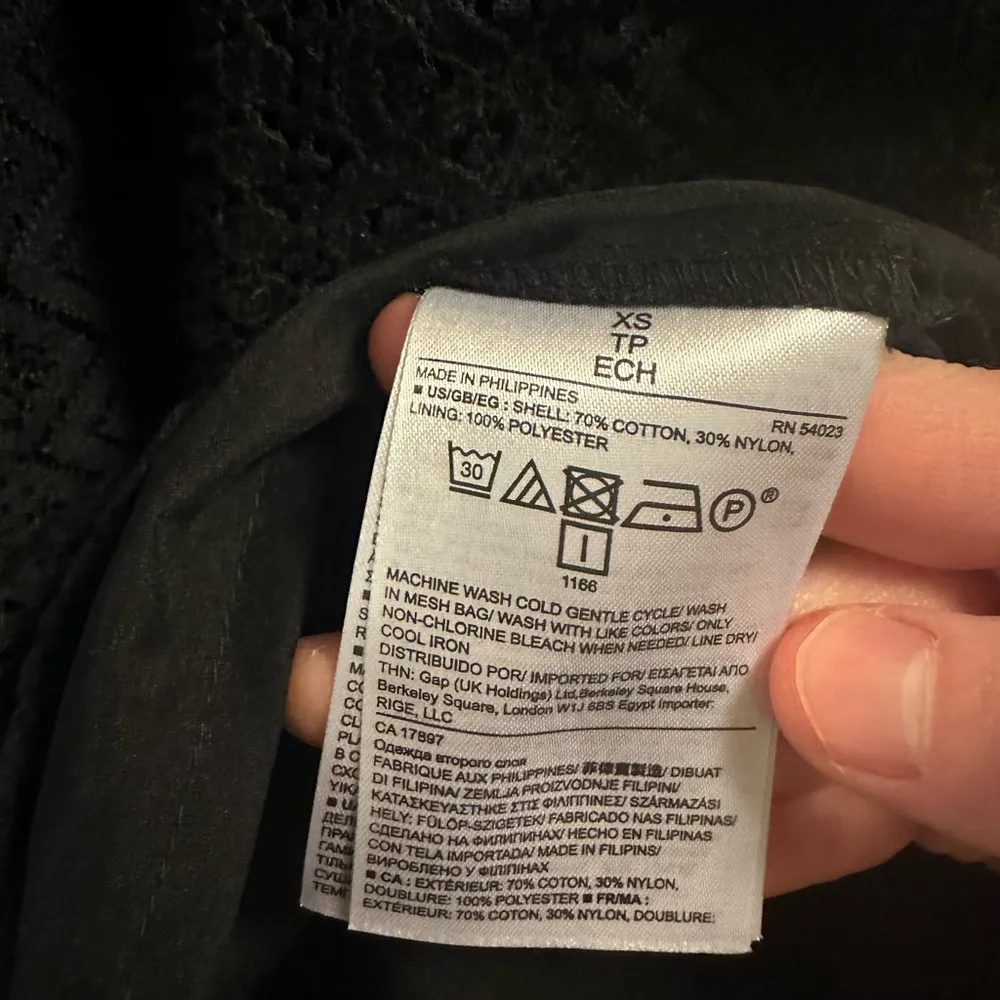 XS
TP
ECH
MADE IN PHILIPPINES
RN 54023
■ US/GB/EG : SHELL: 70% COTTON, 30% NYLON,
LINING: 100% POLYESTER
30
P ®
1166
MACHINE WASH COLD GENTLE CYCLE/ WASH
IN MESH BAG/ WASH WITH LIKE COLORS/ ONLY
NON-CHLORINE BLEACH WHEN NEEDED/ LINE DRY/
COOL IRON
DISTRIBUIDO POR/ IMPORTED FOR/ ΕΙΣΑΓΕΤΑΙ ΑΠΟ
ΤΗΝ: Gap (UK Holdings) Ltd,Berkeley Square House,
Berkeley Square, London W1J 6BS Egypt Importer:
RIGE, LLC
CA 17897
Одежда второго слоя
FABRIQUE AUX PHILIPPINES/ 菲律賓製造/ DIBUAT
DI FILIPINA/ ZEMLJA PROIZVODNJE FILIPINI/
ΚΑΤΑΣΚΕΥΑΣΤΗΚΕ ΣΤΙΣ ΦΙΛΙΠΠΙΝΕΣ/ SZÁRMAZÁSI
HELY: FÜLÖP-SZIGETEK/ FABRICADO NAS FILIPINAS/
СДЕЛАНО НА ФИЛИППИНАХ/ HECHO EN FILIPINAS
CON TELA IMPORTADA/ MADE IN FILIPINS/
ВИРОБЛЕНО У ФІЛІПІНАХ
■ CA : EXTÉRIEUR: 70% COTON, 30% NYLON,
DOUBLURE: 100% POLYESTER ■ FR/MA :
EXTÉRIEUR: 70% COTON, 30% NYLON, DOUBLURE: